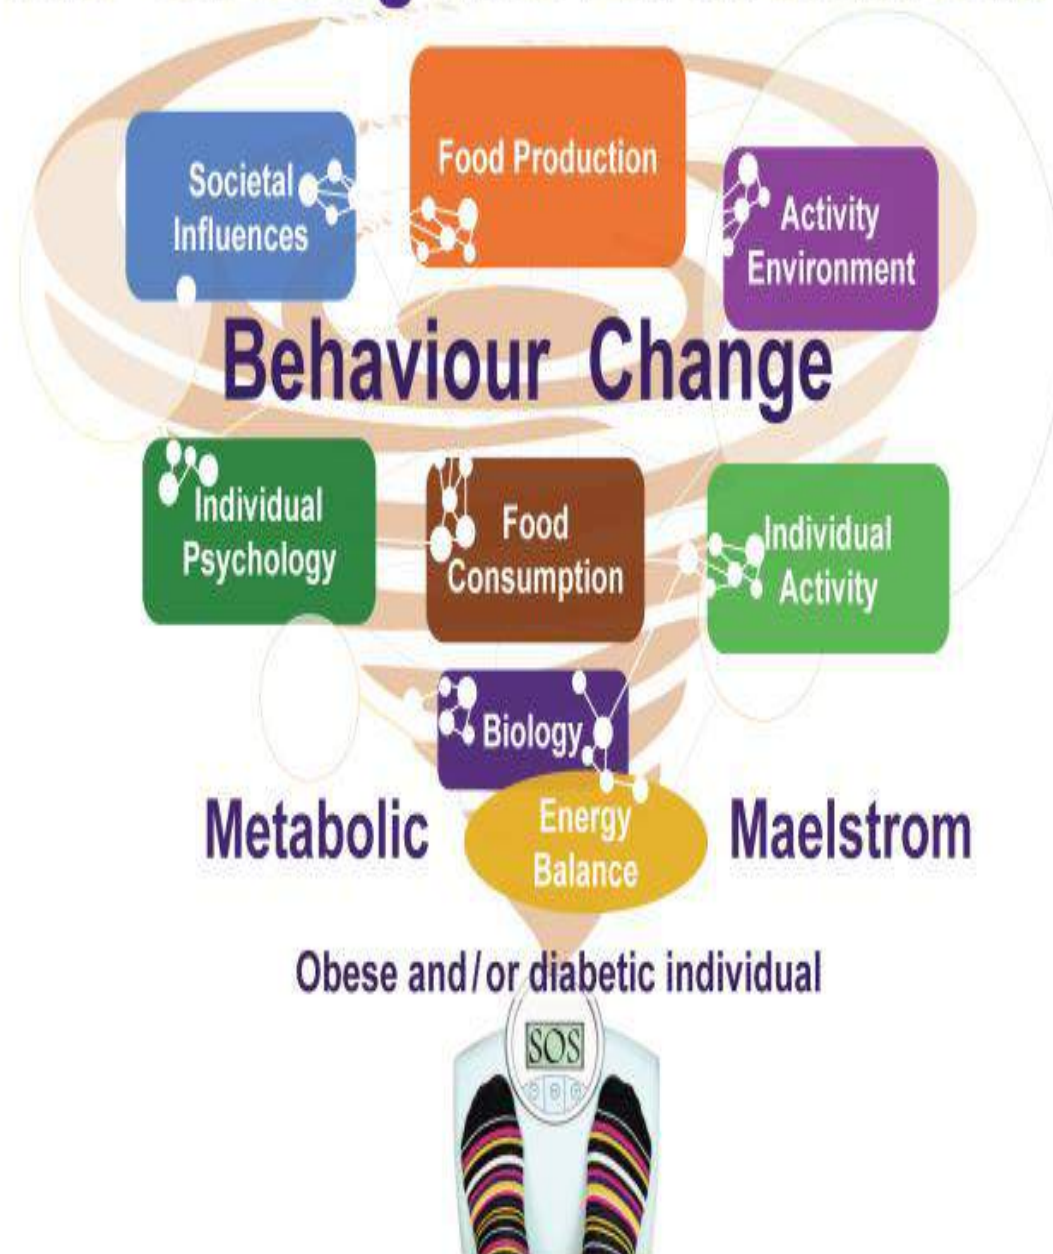 Societal
Influences
Food Production
Activity
Environment
Behaviour Change
Individual
Psychology
Food
Consumption
Individual
Activity
Biology
Energy
Balance
Metabolic
Maelstrom
Obese and/or diabetic individual
SOS